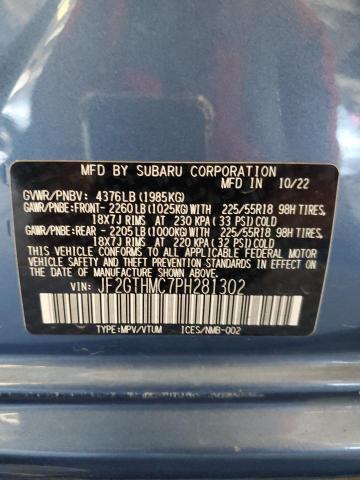 MFD BY SUBARU CORPORATION
MFD IN 10/22
GVWR/PNBV: 4376LB (1985KG)
GAWR/PNBE:FRONT- 2260LB(1025KG)WITH 225/55R18 98H TIRES,
18X7J RIMS AT 230 KPA( 33 PSI)COLD
GAWR/PNBE:REAR - 2205LB(1000KG)WITH 225/55R18 98H TIRES,
18X7J RIMS AT 220 KPA( 32 PSI)COLD
THIS VEHICLE CONFORMS TO ALL APPLICABLE FEDERAL MOTOR
VEHICLE SAFETY, BUMPER, AND THEFT PREVENTION STANDARDS
IN EFFECT ON THE DATE OF MANUFACTURE SHOWN ABOVE.
VIN: JF2GTHMC7PH281302
TYPE:MPV/VTUM ICES/NMB-002